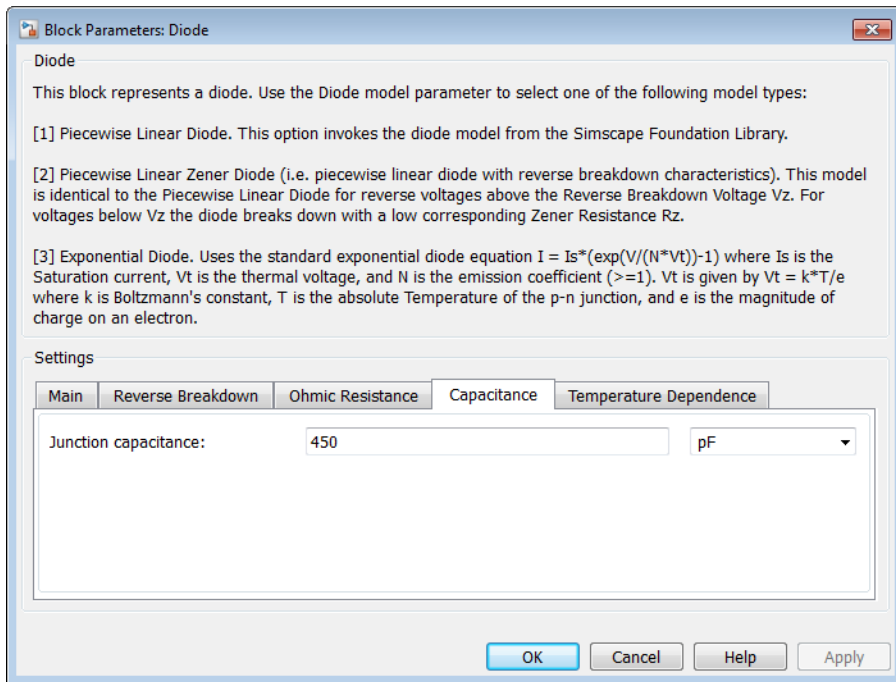 Block Parameters: Diode
Diode
This block represents a diode. Use the Diode model parameter to select one of the following model types:
[1] Piecewise Linear Diode. This option invokes the diode model from the Simscape Foundation Library.
[2] Piecewise Linear Zener Diode (i.e. piecewise linear diode with reverse breakdown characteristics). This model
is identical to the Piecewise Linear Diode for reverse voltages above the Reverse Breakdown Voltage Vz. For
voltages below Vz the diode breaks down with a low corresponding Zener Resistance Rz.
[3] Exponential Diode. Uses the standard exponential diode equation I = Is*(exp(V/(N*Vt))-1) where Is is the
Saturation current, Vt is the thermal voltage, and N is the emission coefficient (>=1). Vt is given by Vt = k*T/e
where k is Boltzmann's constant, T is the absolute Temperature of the p-n junction, and e is the magnitude of
charge on an electron.
Settings
Main Reverse Breakdown Ohmic Resistance Capacitance Temperature Dependence
Junction capacitance: 450 pF
OK Cancel Help Apply